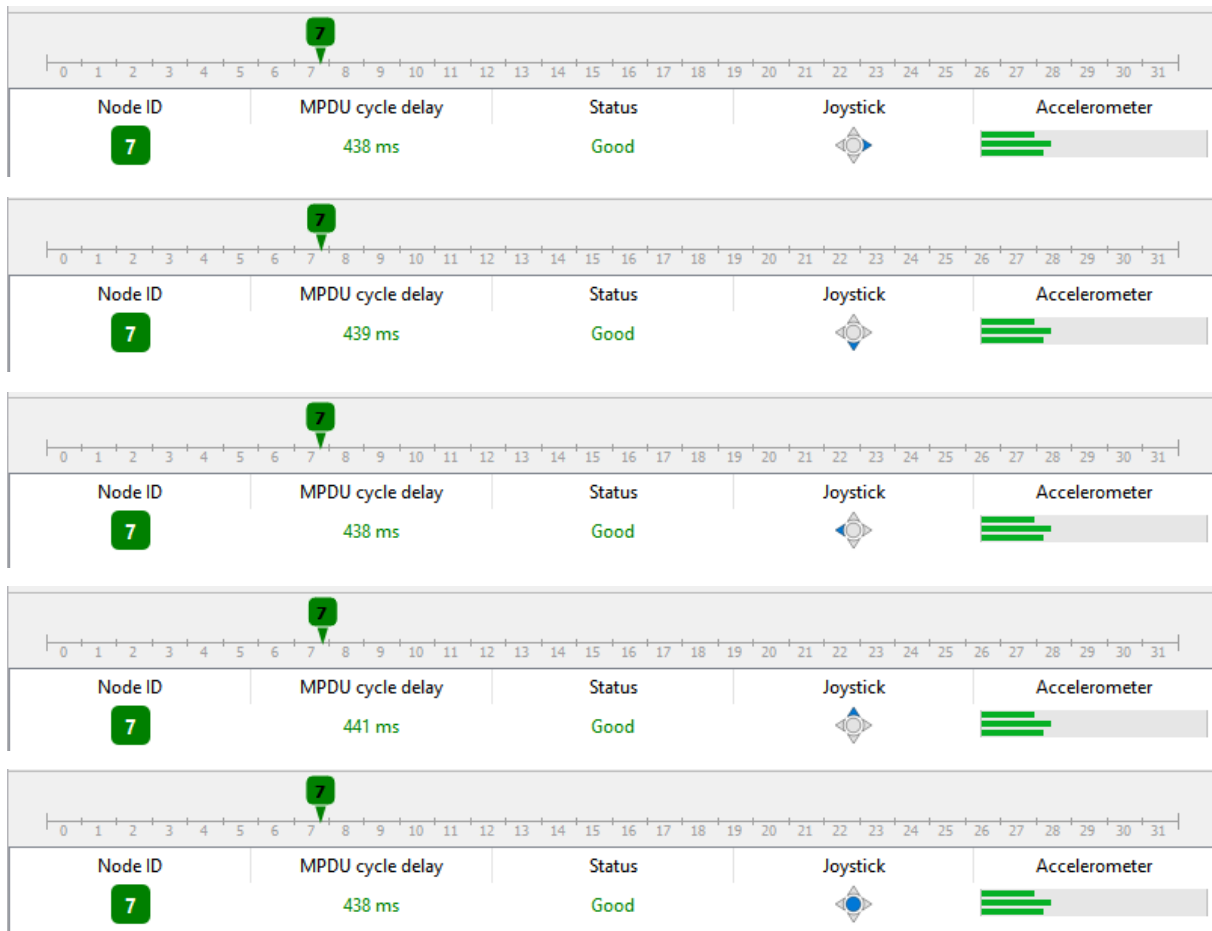 7
0 1 2 3 4 5 6 7 8 9 10 11 12 13 14 15 16 17 18 19 20 21 22 23 24 25 26 27 28 29 30 31
Node ID MPDU cycle delay Status Joystick Accelerometer
7 438 ms Good
7
0 1 2 3 4 5 6 7 8 9 10 11 12 13 14 15 16 17 18 19 20 21 22 23 24 25 26 27 28 29 30 31
Node ID MPDU cycle delay Status Joystick Accelerometer
7 439 ms Good
7
0 1 2 3 4 5 6 7 8 9 10 11 12 13 14 15 16 17 18 19 20 21 22 23 24 25 26 27 28 29 30 31
Node ID MPDU cycle delay Status Joystick Accelerometer
7 438 ms Good
7
0 1 2 3 4 5 6 7 8 9 10 11 12 13 14 15 16 17 18 19 20 21 22 23 24 25 26 27 28 29 30 31
Node ID MPDU cycle delay Status Joystick Accelerometer
7 441 ms Good
7
0 1 2 3 4 5 6 7 8 9 10 11 12 13 14 15 16 17 18 19 20 21 22 23 24 25 26 27 28 29 30 31
Node ID MPDU cycle delay Status Joystick Accelerometer
7 438 ms Good